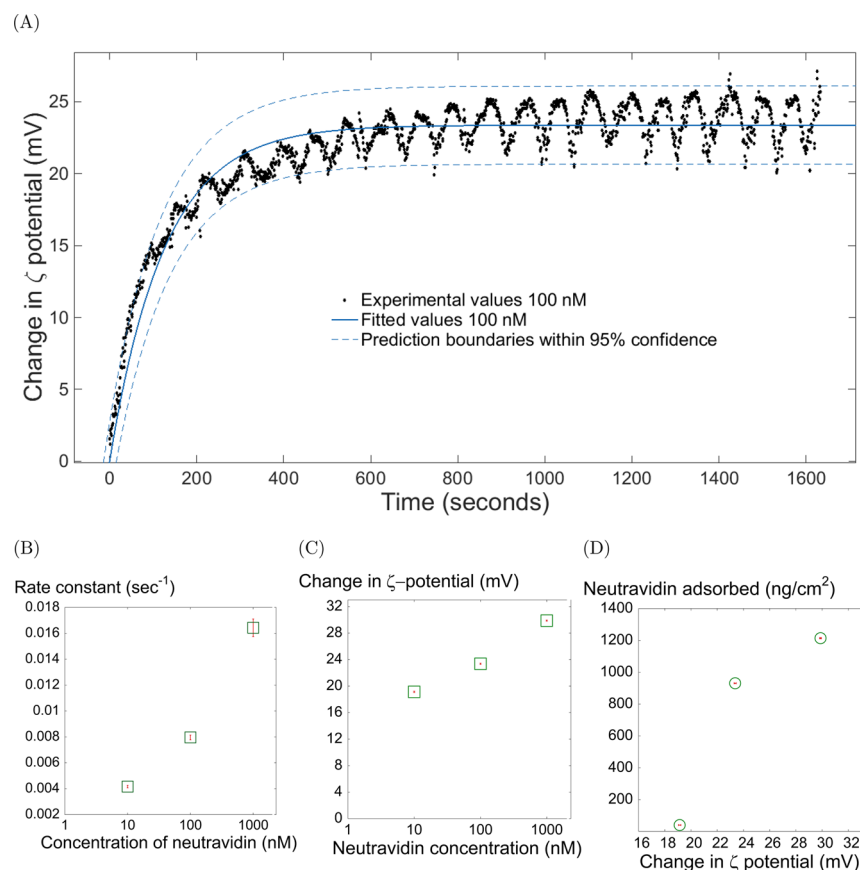 (A)
Change in ζ potential (mV)
25
20
15
10
5
0
Experimental values 100 nM
Fitted values 100 nM
Prediction boundaries within 95% confidence
0 200 400 600 800 1000 1200 1400 1600
Time (seconds)
(B)
Rate constant (sec⁻¹)
0.018
0.016
0.014
0.012
0.01
0.008
0.006
0.004
0.002
1 10 100 1000
Concentration of neutravidin (nM)
(C)
Change in ζ–potential (mV)
32
28
24
20
16
12
8
4
0
1 10 100 1000
Neutravidin concentration (nM)
(D)
Neutravidin adsorbed (ng/cm²)
1400
1200
1000
800
600
400
200
16 18 20 22 24 26 28 30 32
Change in ζ potential (mV)